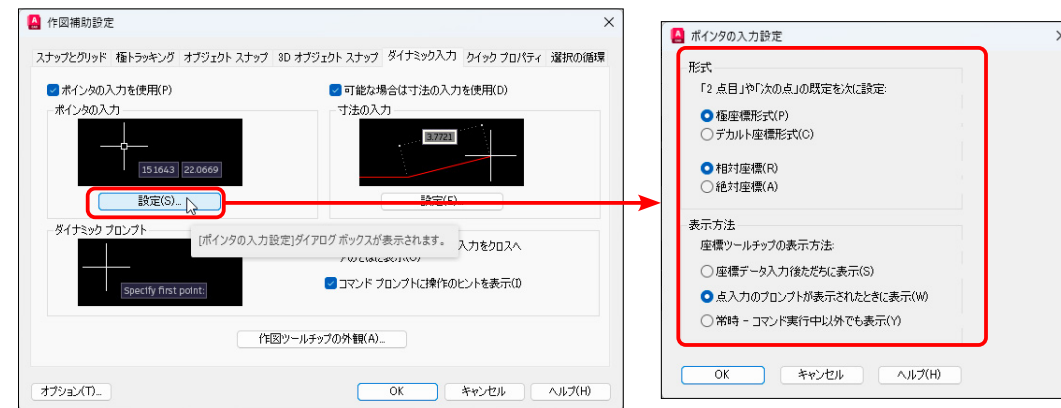 作図補助設定
スナップとグリッド 極トラッキング オブジェクト スナップ 3D オブジェクト スナップ ダイナミック入力 クイック プロパティ 選択の循環
ポインタの入力を使用(P)
ポインタの入力
15.1643 22.0669
設定(S)...
可能な場合は寸法の入力を使用(D)
寸法の入力
3.7721
設定(E)...
ダイナミック プロンプト
Specify first point:
[ポインタの入力設定]ダイアログ ボックスが表示されます。
入力をクロスヘ
コマンド プロンプトに操作のヒントを表示(I)
作図ツールチップの外観(A)...
オプション(T)...
OK キャンセル ヘルプ(H)
ポインタの入力設定
形式
「2 点目」や「次の点」の既定を次に設定:
極座標形式(P)
デカルト座標形式(C)
相対座標(R)
絶対座標(A)
表示方法
座標ツールチップの表示方法:
座標データ入力後ただちに表示(S)
点入力のプロンプトが表示されたときに表示(W)
常時 - コマンド実行中以外でも表示(Y)
OK キャンセル ヘルプ(H)